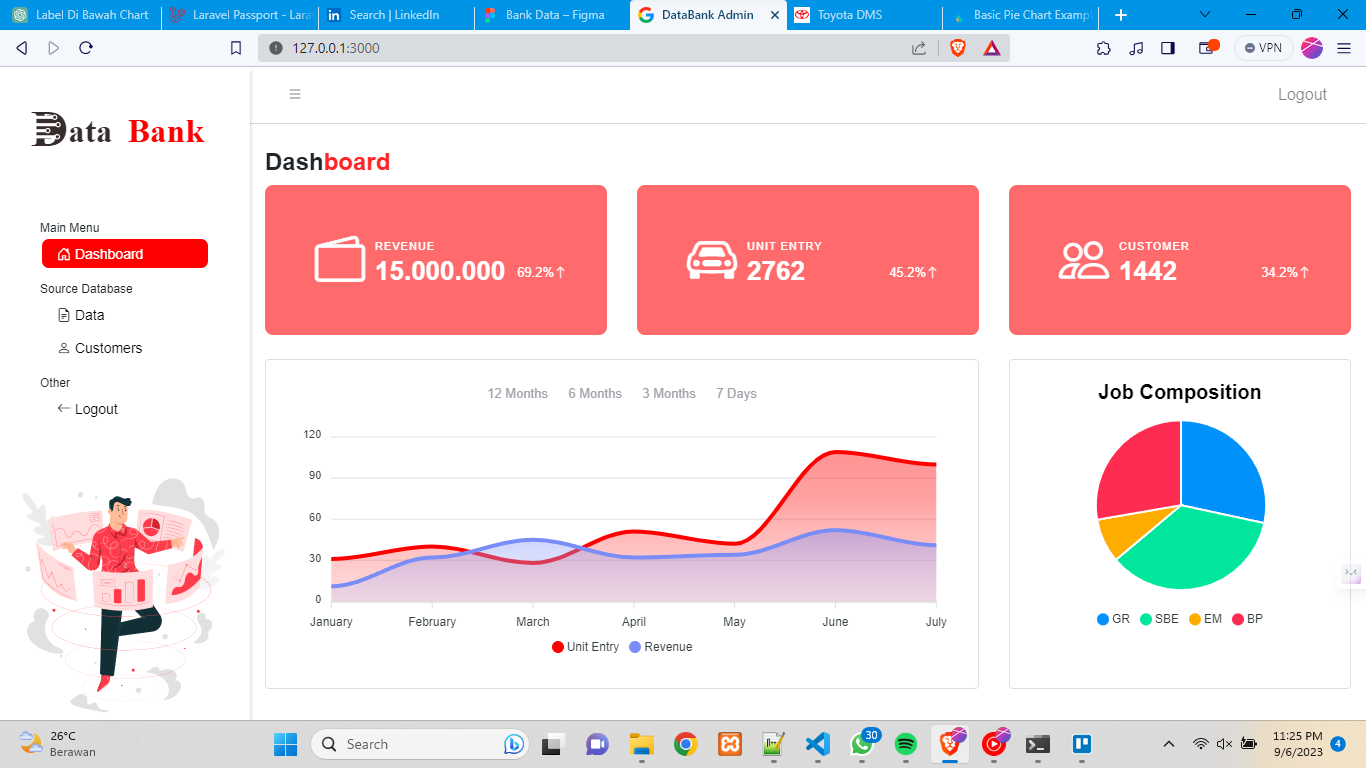 Label Di Bawah Chart
Laravel Passport - Lara
Search | LinkedIn
Bank Data – Figma
DataBank Admin
Toyota DMS
Basic Pie Chart Exampl
127.0.0.1:3000
VPN
Data Bank
Logout
Main Menu
Dashboard
Source Database
Data
Customers
Other
Logout
Dashboard
REVENUE
15.000.000 69.2%↑
UNIT ENTRY
2762 45.2%↑
CUSTOMER
1442 34.2%↑
12 Months 6 Months 3 Months 7 Days
120
90
60
30
0
January February March April May June July
Unit Entry Revenue
Job Composition
GR SBE EM BP
26°C
Berawan
Search
30
11:25 PM
9/6/2023
4